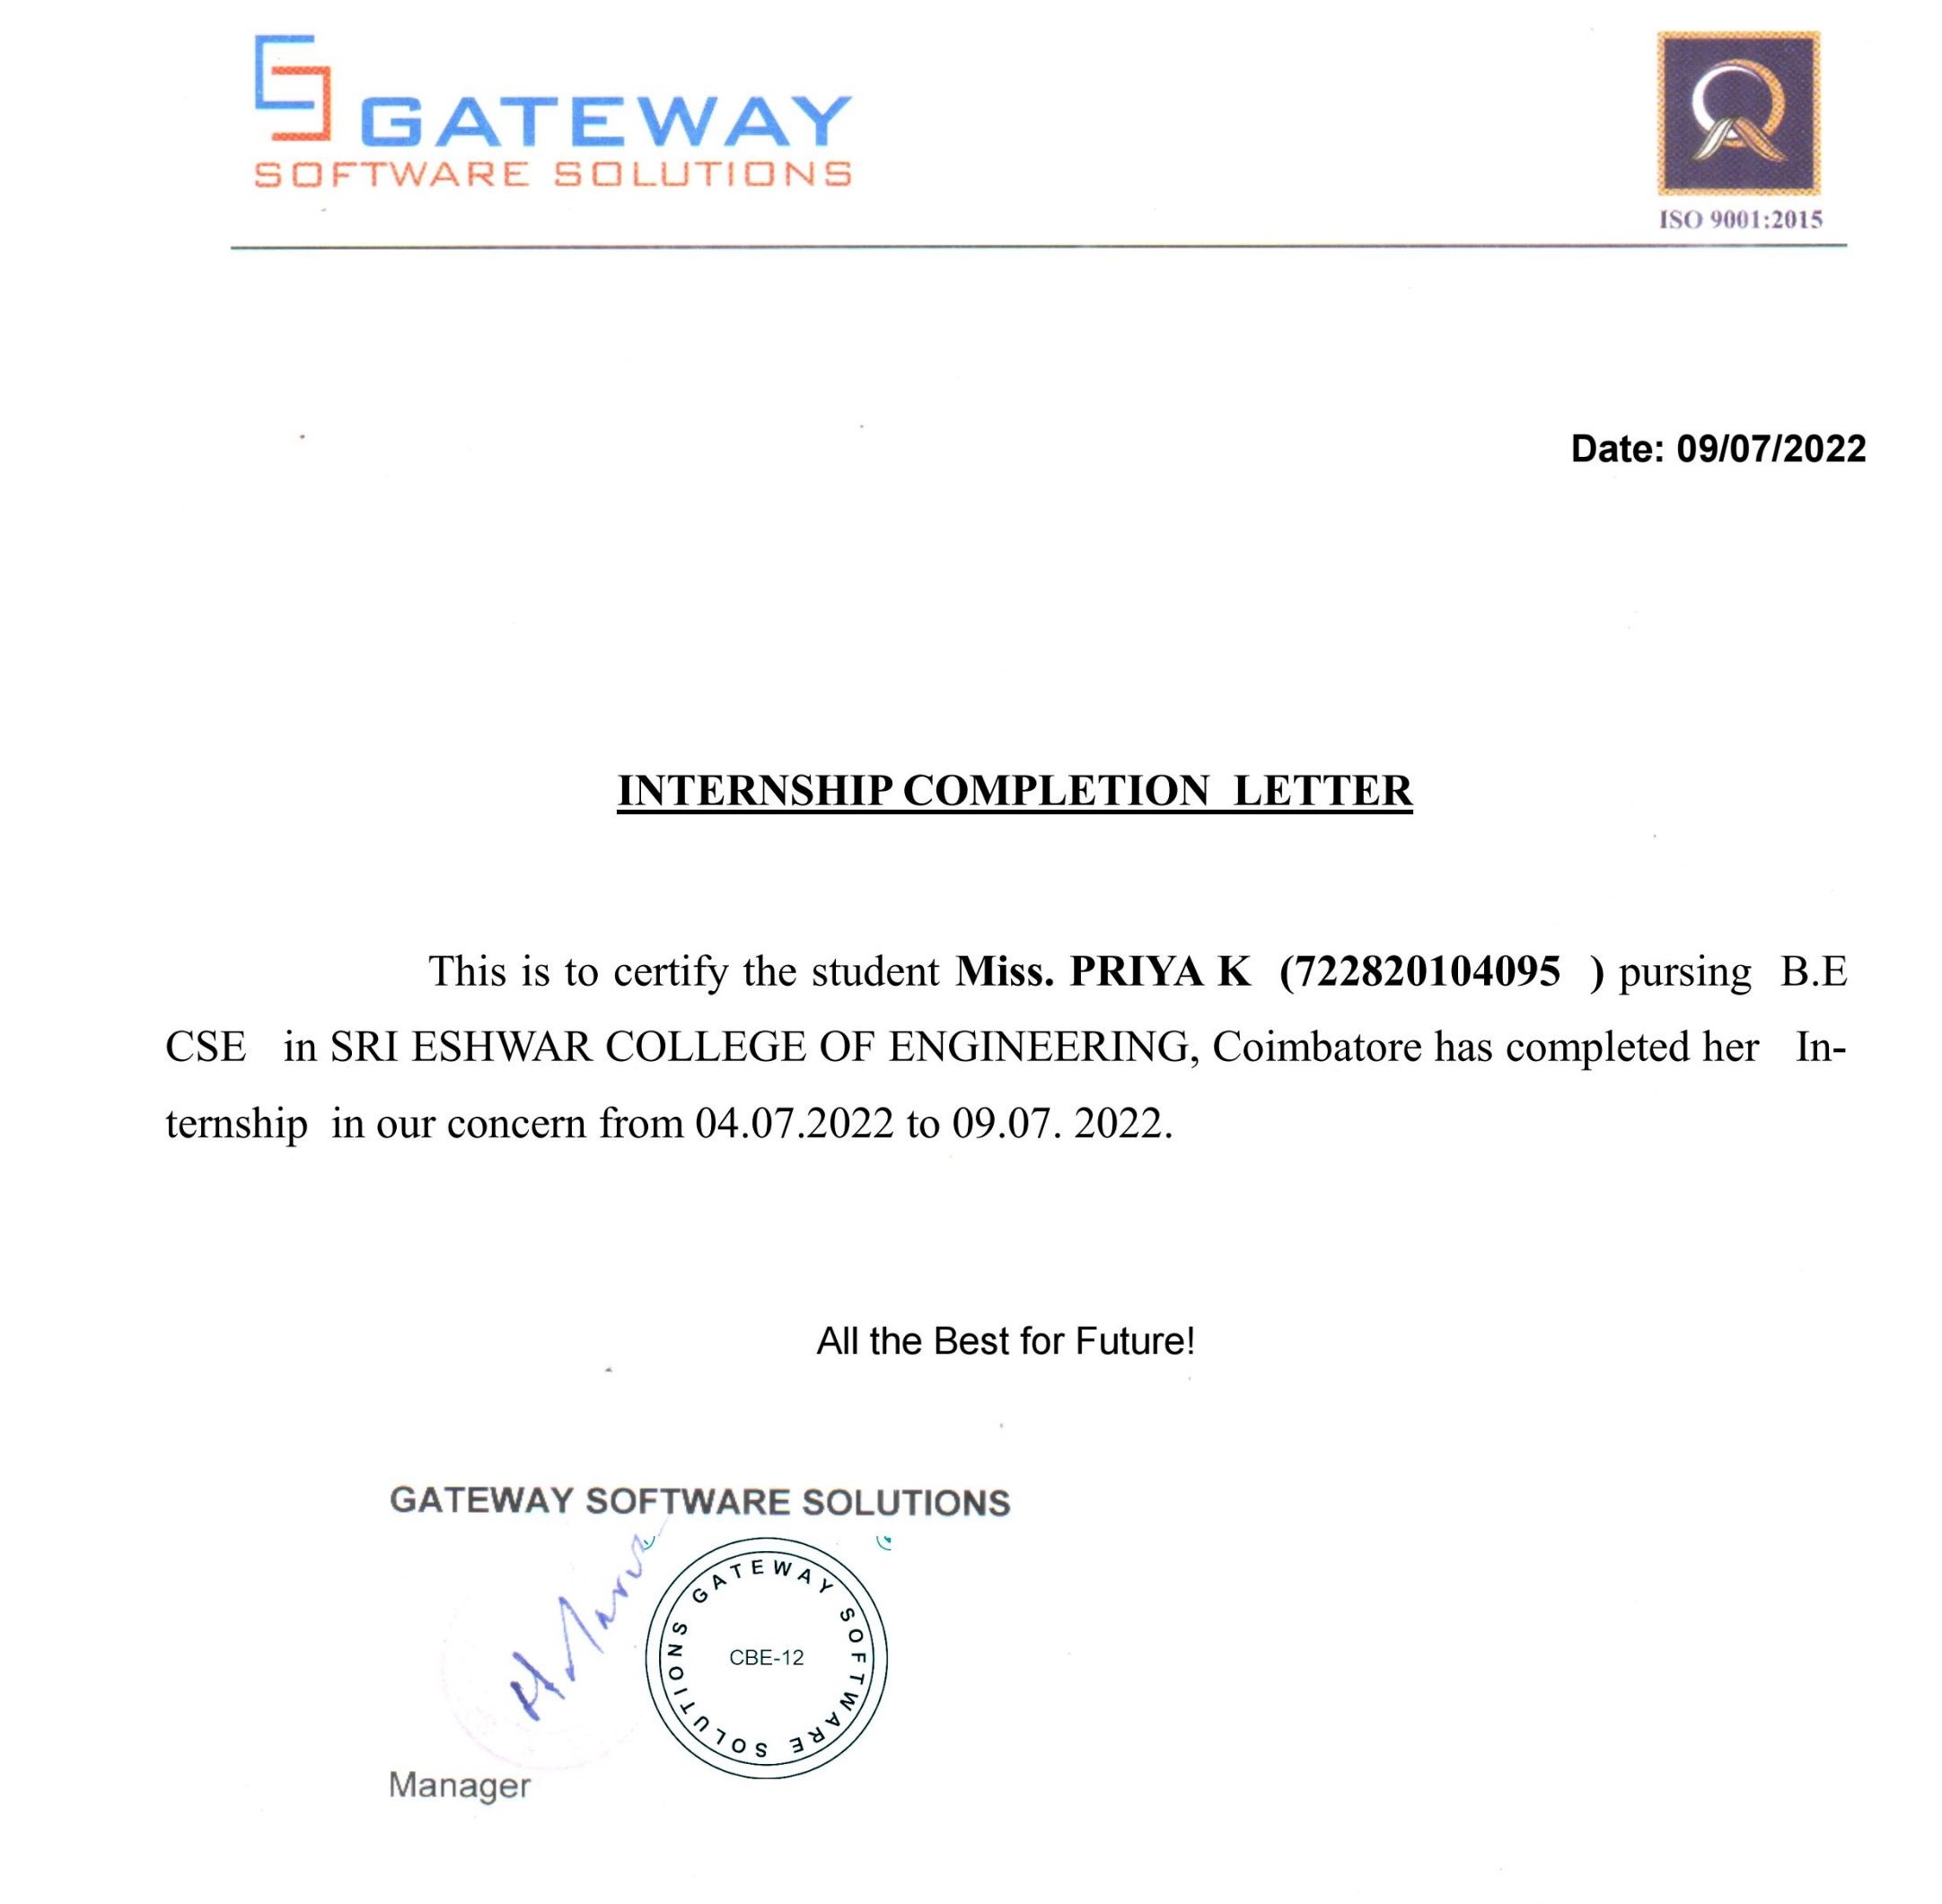 GATEWAY
SOFTWARE SOLUTIONS
ISO 9001:2015
Date: 09/07/2022
INTERNSHIP COMPLETION LETTER
This is to certify the student Miss. PRIYA K (722820104095 ) pursing B.E
CSE in SRI ESHWAR COLLEGE OF ENGINEERING, Coimbatore has completed her In-
ternship in our concern from 04.07.2022 to 09.07. 2022.
All the Best for Future!
GATEWAY SOFTWARE SOLUTIONS
GATEWAY SOFTWARE SOLUTIONS
CBE-12
Manager